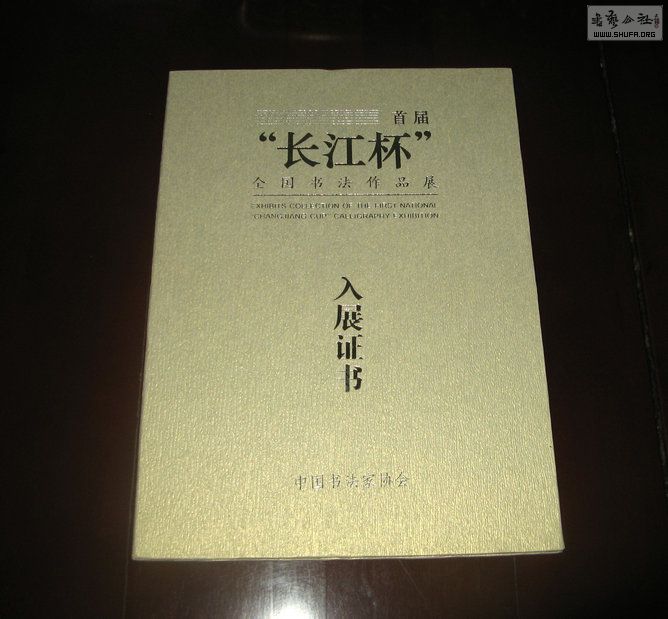 書藝公社
WWW.SHUFA.ORG
首届
“长江杯”
全国书法作品展
EXHIBITS COLLECTION OF THE FIRST NATIONAL
"CHANGJIANG CUP" CALLIGRAPHY EXHIBITION
入展证书
中国书法家协会